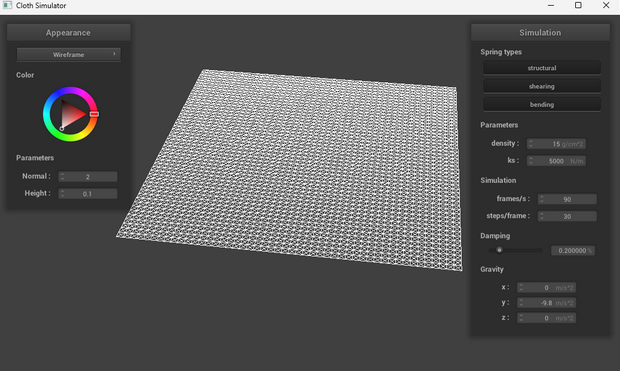 Cloth Simulator
Appearance
Wireframe
Color
Parameters
Normal : 2
Height : 0.1
Simulation
Spring types
structural
shearing
bending
Parameters
density : 15 g/cm^2
ks : 5000 N/m
Simulation
frames/s : 90
steps/frame : 30
Damping
0.200000 %
Gravity
x : 0 m/s^2
y : -9.8 m/s^2
z : 0 m/s^2